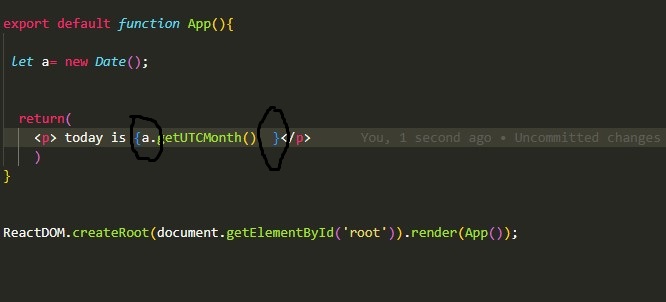 export default function App(){
let a= new Date();
return(
<p> today is {a.getUTCMonth()  }</p> You, 1 second ago • Uncommitted changes
)
}
ReactDOM.createRoot(document.getElementById('root')).render(App());